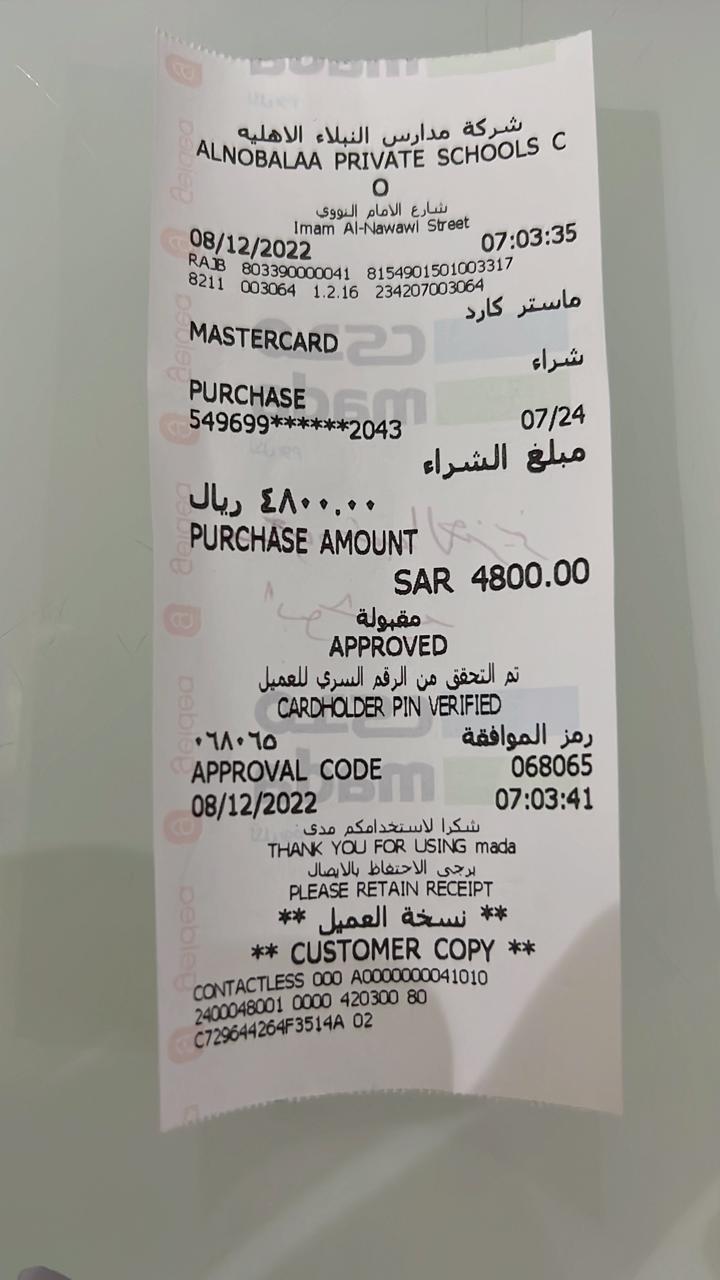 شركة مدارس النبلاء الاهليه
ALNOBALAA PRIVATE SCHOOLS C
O
شارع الامام النووي
Imam Al-Nawawi Street
08/12/2022 07:03:35
RAJB 803390000041 8154901501003317
8211 003064 1.2.16 234207003064
ماستر كارد
MASTERCARD
شراء
PURCHASE
549699******2043 07/24
مبلغ الشراء
٤٨٠٠.٠٠ ريال
PURCHASE AMOUNT
SAR 4800.00
مقبولة
APPROVED
تم التحقق من الرقم السري للعميل
CARDHOLDER PIN VERIFIED
رمز الموافقة ٠٦٨٠٦٥
APPROVAL CODE 068065
08/12/2022 07:03:41
شكرا لاستخدامكم مدى
THANK YOU FOR USING mada
يرجى الاحتفاظ بالايصال
PLEASE RETAIN RECEIPT
** نسخة العميل **
** CUSTOMER COPY **
CONTACTLESS 000 A0000000041010
2400048001 0000 420300 80
C729644264F3514A 02